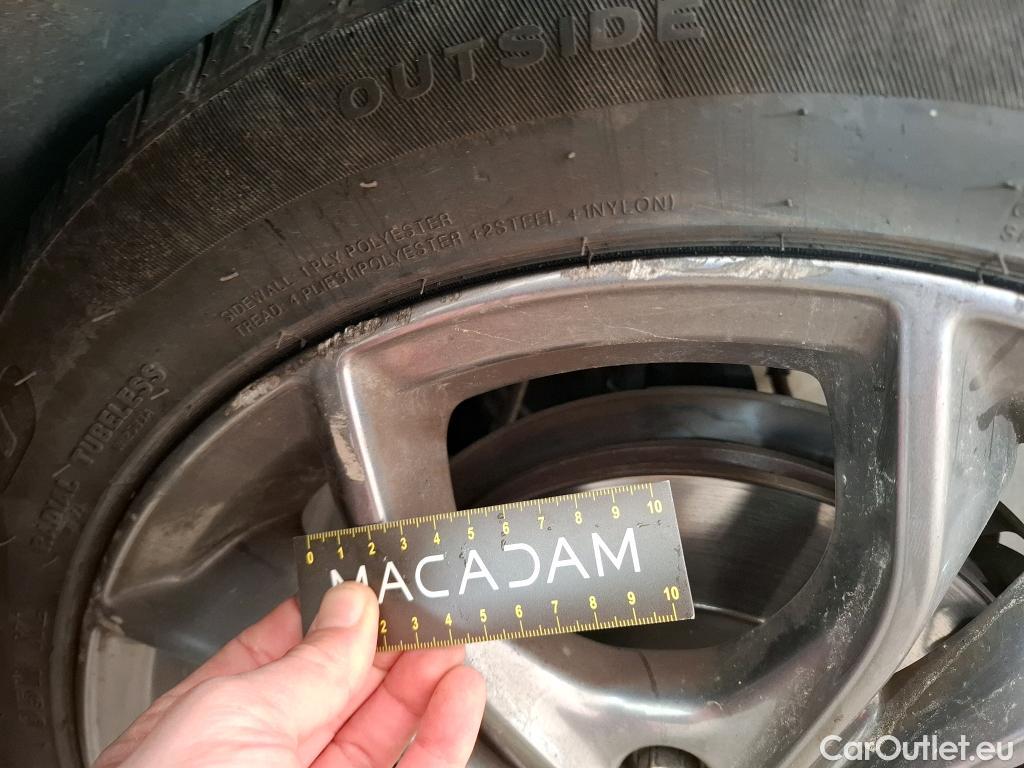 OUTSIDE
SIDEWALL 1 PLY POLYESTER
TREAD 4 PLIES(1POLYESTER +2STEEL +1NYLON)
RADIAL TUBELESS
0 1 2 3 4 5 6 7 8 9 10
MACADAM
2 3 4 5 6 7 8 9 10
CarOutlet.eu